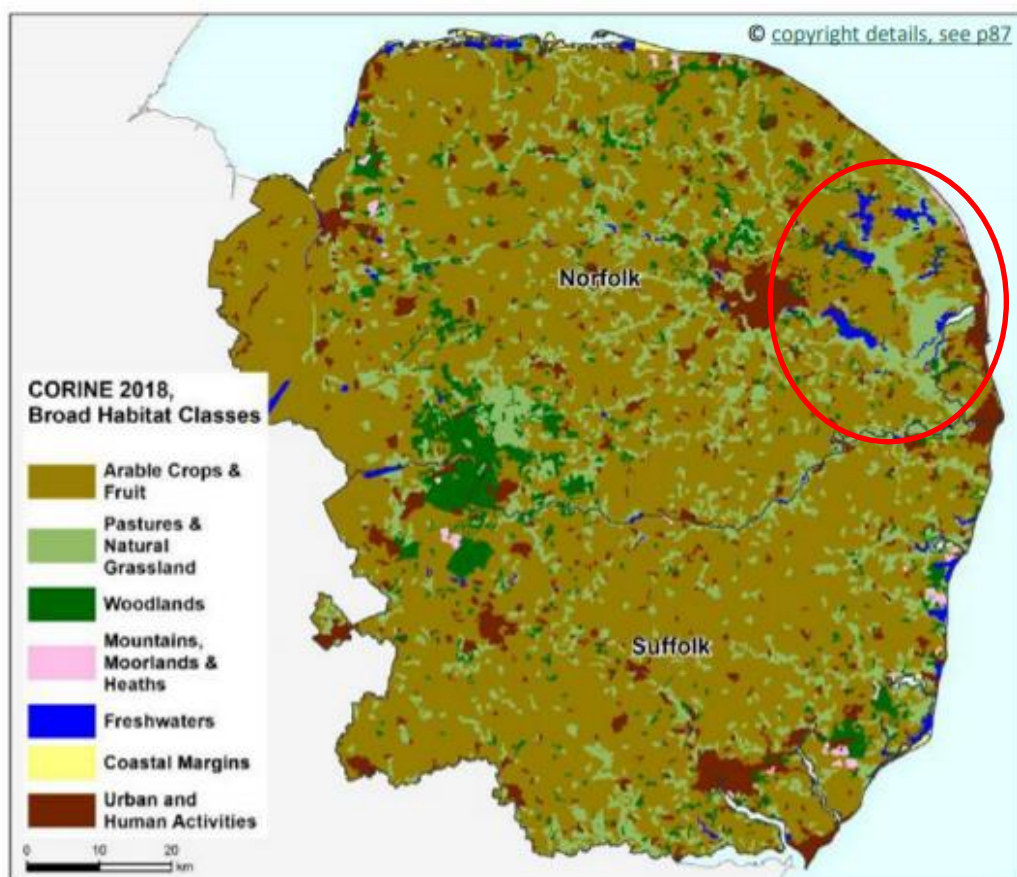 © copyright details, see p87
Norfolk
CORINE 2018,
Broad Habitat Classes
Arable Crops &
Fruit
Pastures &
Natural
Grassland
Woodlands
Mountains,
Moorlands &
Heaths
Freshwaters
Coastal Margins
Urban and
Human Activities
0 10 20
km
Suffolk